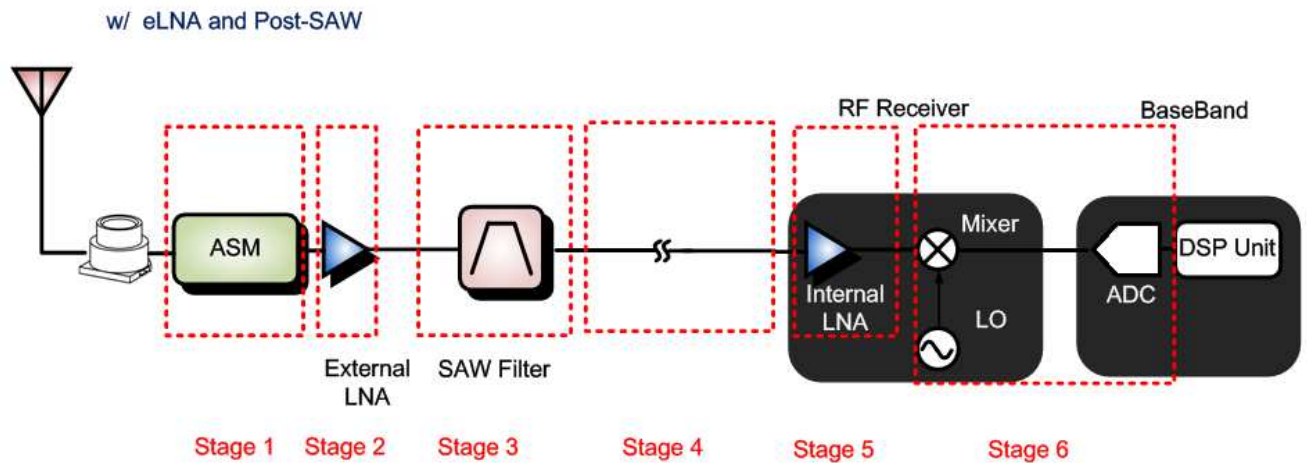 w/ eLNA and Post-SAW
RF Receiver
BaseBand
ASM
Mixer
DSP Unit
Internal
LNA
LO
ADC
External
LNA
SAW Filter
Stage 1
Stage 2
Stage 3
Stage 4
Stage 5
Stage 6